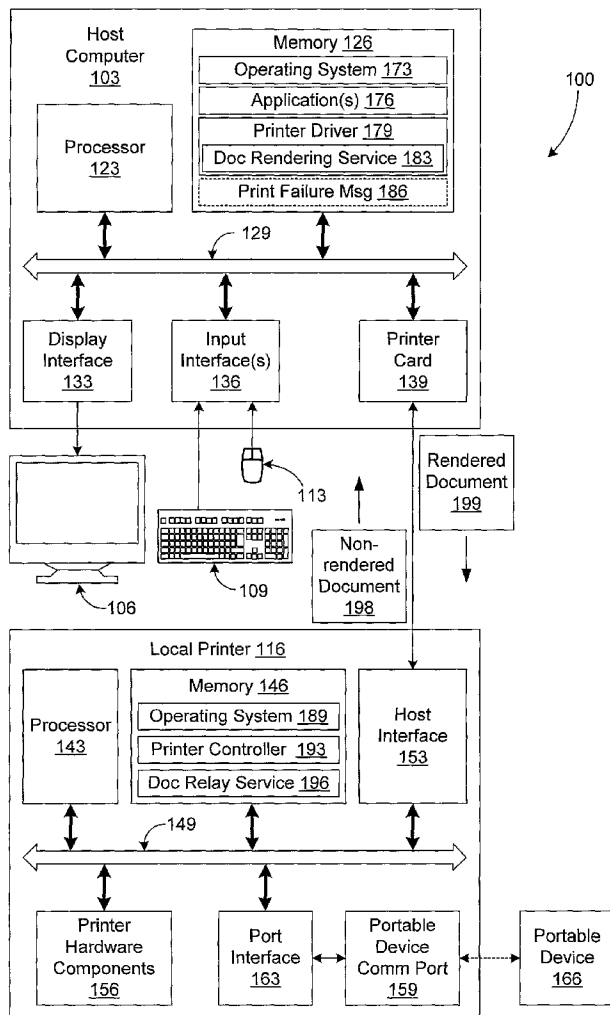 Host
Computer
103
Memory 126
Operating System 173
Application(s) 176
Printer Driver 179
Doc Rendering Service 183
Print Failure Msg 186
Processor
123
100
129
Display
Interface
133
Input
Interface(s)
136
Printer
Card
139
106
109
113
Non-
rendered
Document
198
Rendered
Document
199
Local Printer 116
Processor
143
Memory 146
Operating System 189
Printer Controller 193
Doc Relay Service 196
Host
Interface
153
149
Printer
Hardware
Components
156
Port
Interface
163
Portable
Device
Comm Port
159
Portable
Device
166